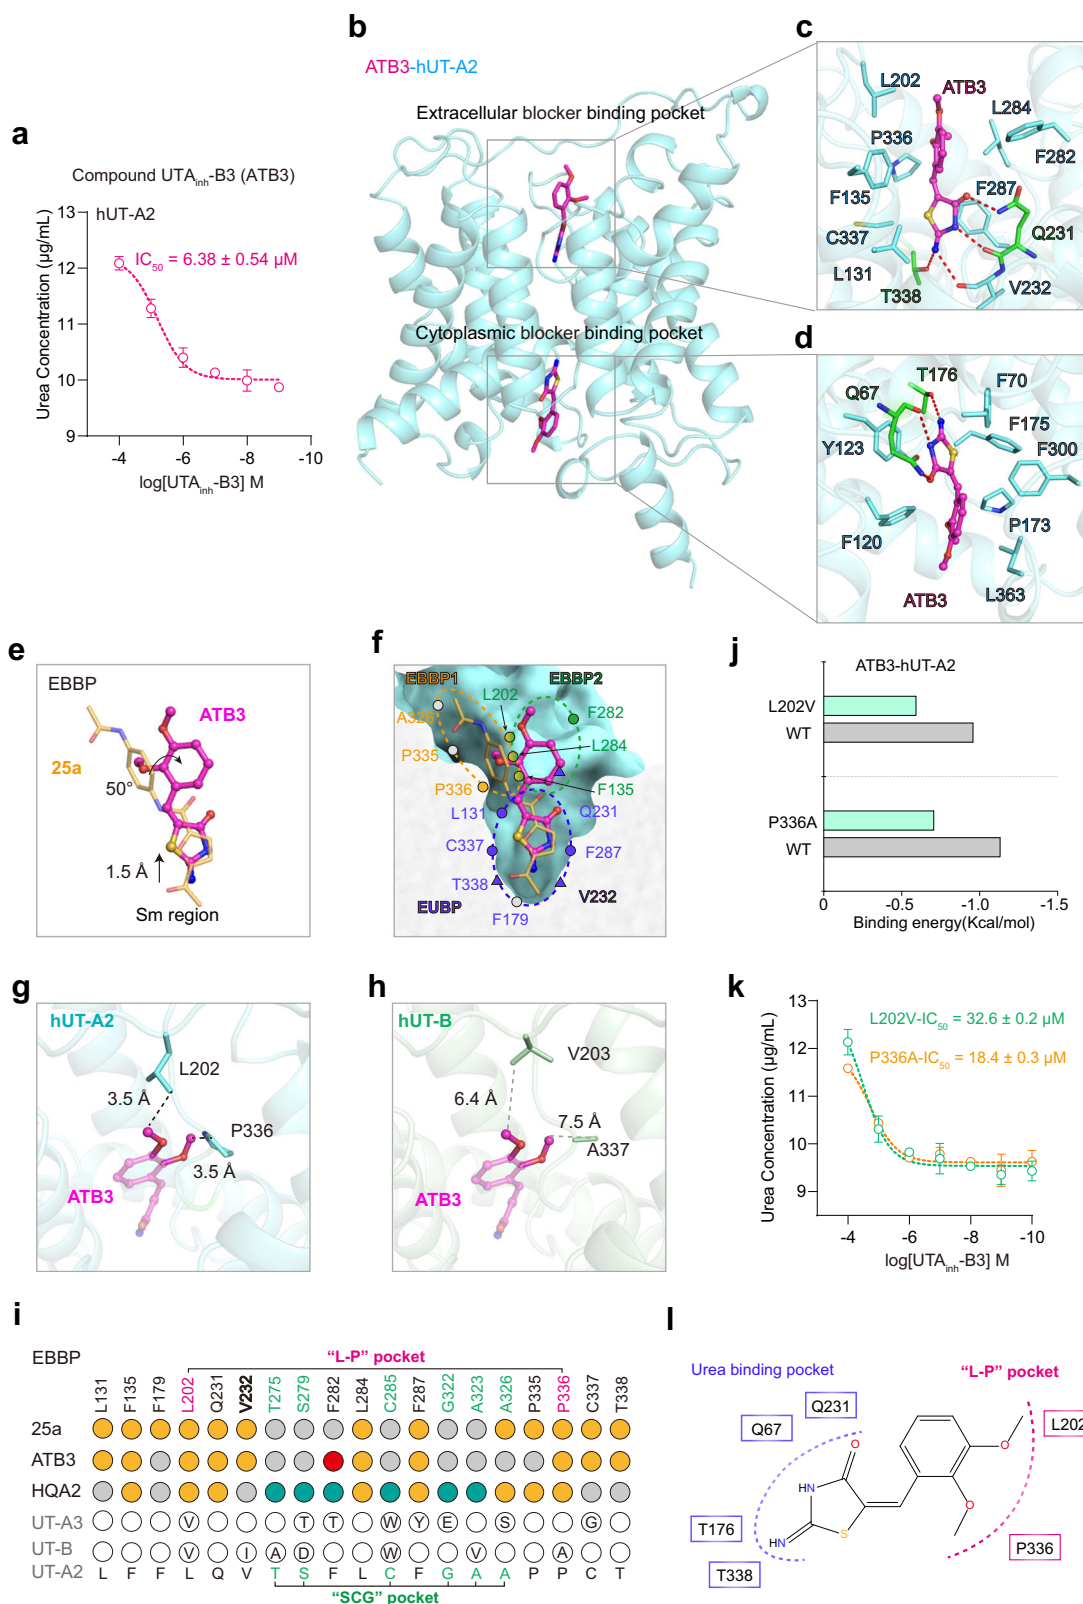 a
Compound UTAinh-B3 (ATB3)
hUT-A2
IC50 = 6.38 ± 0.54 µM
Urea Concentration (µg/mL)
13
12
11
10
9
-4
-6
-8
-10
log[UTAinh-B3] M
b
ATB3-hUT-A2
Extracellular blocker binding pocket
Cytoplasmic blocker binding pocket
c
L202
ATB3
L284
P336
F282
F135
F287
C337
Q231
L131
T338
V232
d
T176
Q67
F70
F175
Y123
F300
P173
F120
L363
ATB3
e
EBBP
ATB3
25a
50°
1.5 Å
Sm region
f
EBBP1
EBBP2
L202
A326
F282
P335
L284
P336
F135
L131
Q231
C337
F287
T338
V232
EUBP
F179
j
ATB3-hUT-A2
L202V
WT
P336A
WT
0
-0.5
-1.0
-1.5
Binding energy(Kcal/mol)
g
hUT-A2
L202
3.5 Å
P336
3.5 Å
ATB3
h
hUT-B
V203
6.4 Å
7.5 Å
A337
ATB3
k
L202V-IC50 = 32.6 ± 0.2 µM
P336A-IC50 = 18.4 ± 0.3 µM
Urea Concentration (µg/mL)
13
12
11
10
9
-4
-6
-8
-10
log[UTAinh-B3] M
i
EBBP
“L-P” pocket
L131 F135 F179 L202 Q231 V232 T275 S279 F282 L284 C285 F287 G322 A323 A326 P335 P336 C337 T338
25a
ATB3
HQA2
UT-A3 V T T W Y E S G
UT-B V I A D W V A
UT-A2 L F F L Q V T S F L C F G A A P P C T
“SCG” pocket
l
Urea binding pocket
“L-P” pocket
Q231
Q67
L202
O
O
HN
O
T176
HN
S
P336
T338